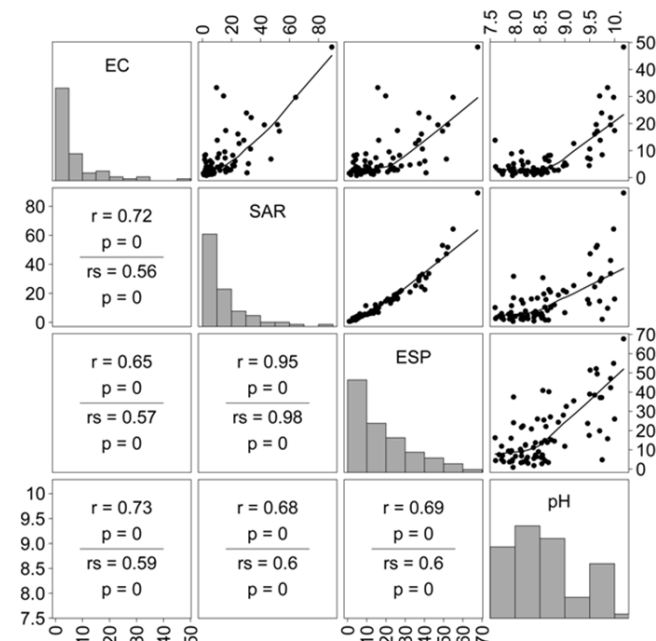 0 20 40 60 80
7.5 8.0 8.5 9.0 9.5 10.
EC
50
40
30
20
10
0
80
60
40
20
0
r = 0.72
p = 0
rs = 0.56
p = 0
SAR
r = 0.65
p = 0
rs = 0.57
p = 0
r = 0.95
p = 0
rs = 0.98
p = 0
ESP
70
60
50
40
30
20
10
0
10
9.5
9.0
8.5
8.0
7.5
r = 0.73
p = 0
rs = 0.59
p = 0
r = 0.68
p = 0
rs = 0.6
p = 0
r = 0.69
p = 0
rs = 0.6
p = 0
pH
0 10 20 30 40 50
0 10 20 30 40 50 60 70